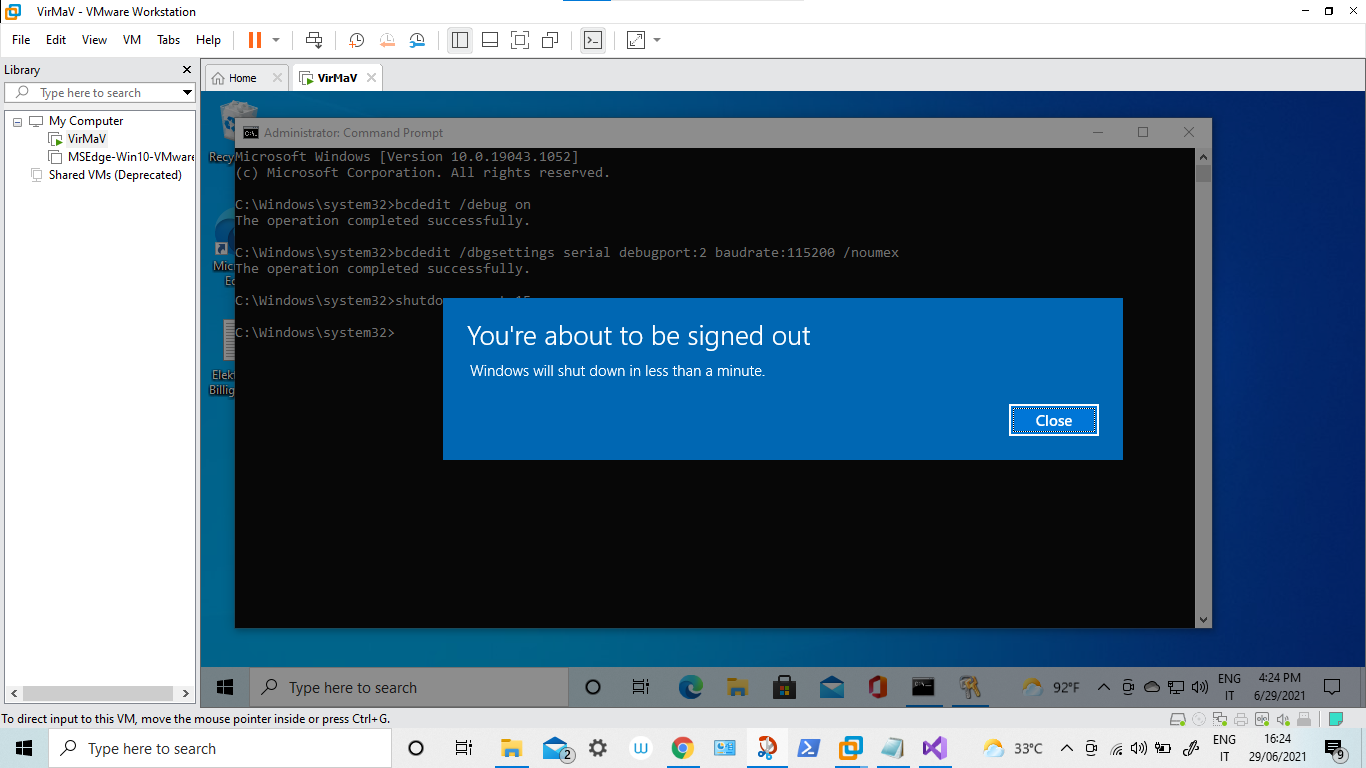 VirMaV - VMware Workstation
File Edit View VM Tabs Help
Library
Type here to search
My Computer
VirMaV
MSEdge-Win10-VMware
Shared VMs (Deprecated)
Home
VirMaV
Recy
Mic
Ed
Elek
Billig
Administrator: Command Prompt
Microsoft Windows [Version 10.0.19043.1052]
(c) Microsoft Corporation. All rights reserved.
C:\Windows\system32>bcdedit /debug on
The operation completed successfully.
C:\Windows\system32>bcdedit /dbgsettings serial debugport:2 baudrate:115200 /noumex
The operation completed successfully.
C:\Windows\system32>shutdo
C:\Windows\system32>
You're about to be signed out
Windows will shut down in less than a minute.
Close
Type here to search
92°F
ENG
IT
4:24 PM
6/29/2021
To direct input to this VM, move the mouse pointer inside or press Ctrl+G.
Type here to search
2
33°C
ENG
IT
16:24
29/06/2021
9